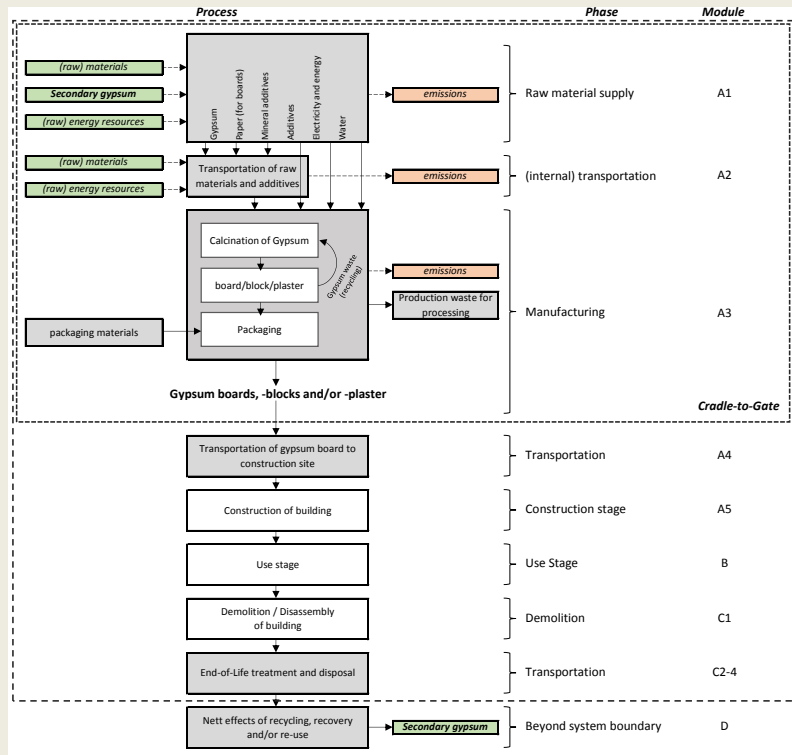 Process Phase Module
(raw) materials
Secondary gypsum
(raw) energy resources
Gypsum
Paper (for boards)
Mineral additives
Additives
Electricity and energy
Water
emissions
Raw material supply
A1
(raw) materials
(raw) energy resources
Transportation of raw
materials and additives
emissions
(internal) transportation
A2
Calcination of Gypsum
board/block/plaster
Packaging
Gypsum waste
(recycling)
emissions
Production waste for
processing
packaging materials
Manufacturing
A3
Gypsum boards, -blocks and/or -plaster
Cradle-to-Gate
Transportation of gypsum board to
construction site
Transportation
A4
Construction of building
Construction stage
A5
Use stage
Use Stage
B
Demolition / Disassembly
of building
Demolition
C1
End-of-Life treatment and disposal
Transportation
C2-4
Nett effects of recycling, recovery
and/or re-use
Secondary gypsum
Beyond system boundary
D